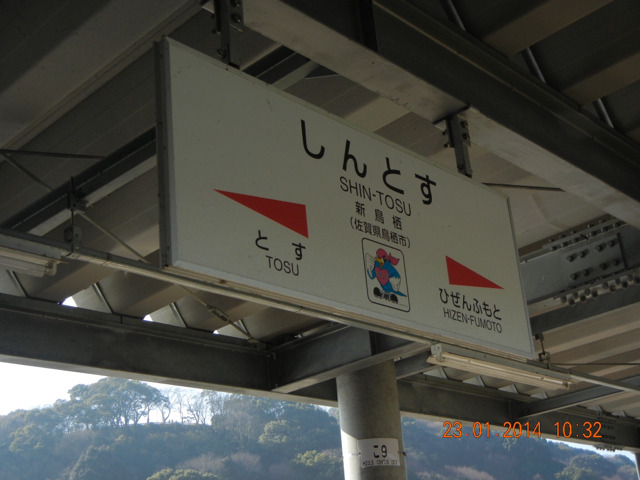 しんとす
SHIN-TOSU
新鳥栖
(佐賀県鳥栖市)
とす
TOSU
ひぜんふもと
HIZEN-FUMOTO
こ9
23.01.2014 10:32